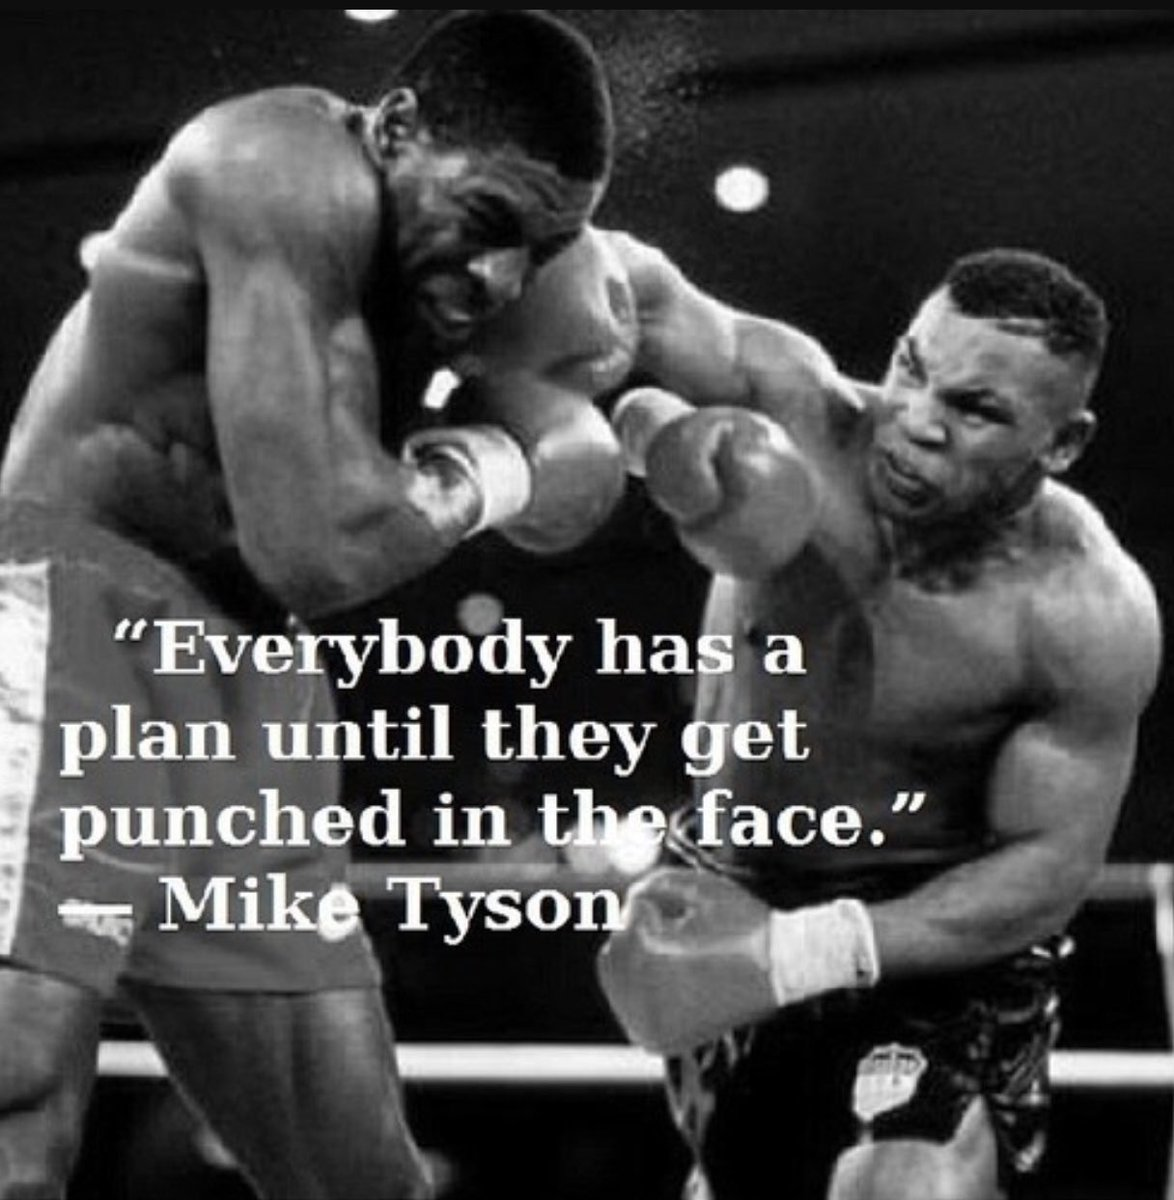 “Everybody has a
plan until they get
punched in the face.”
— Mike Tyson